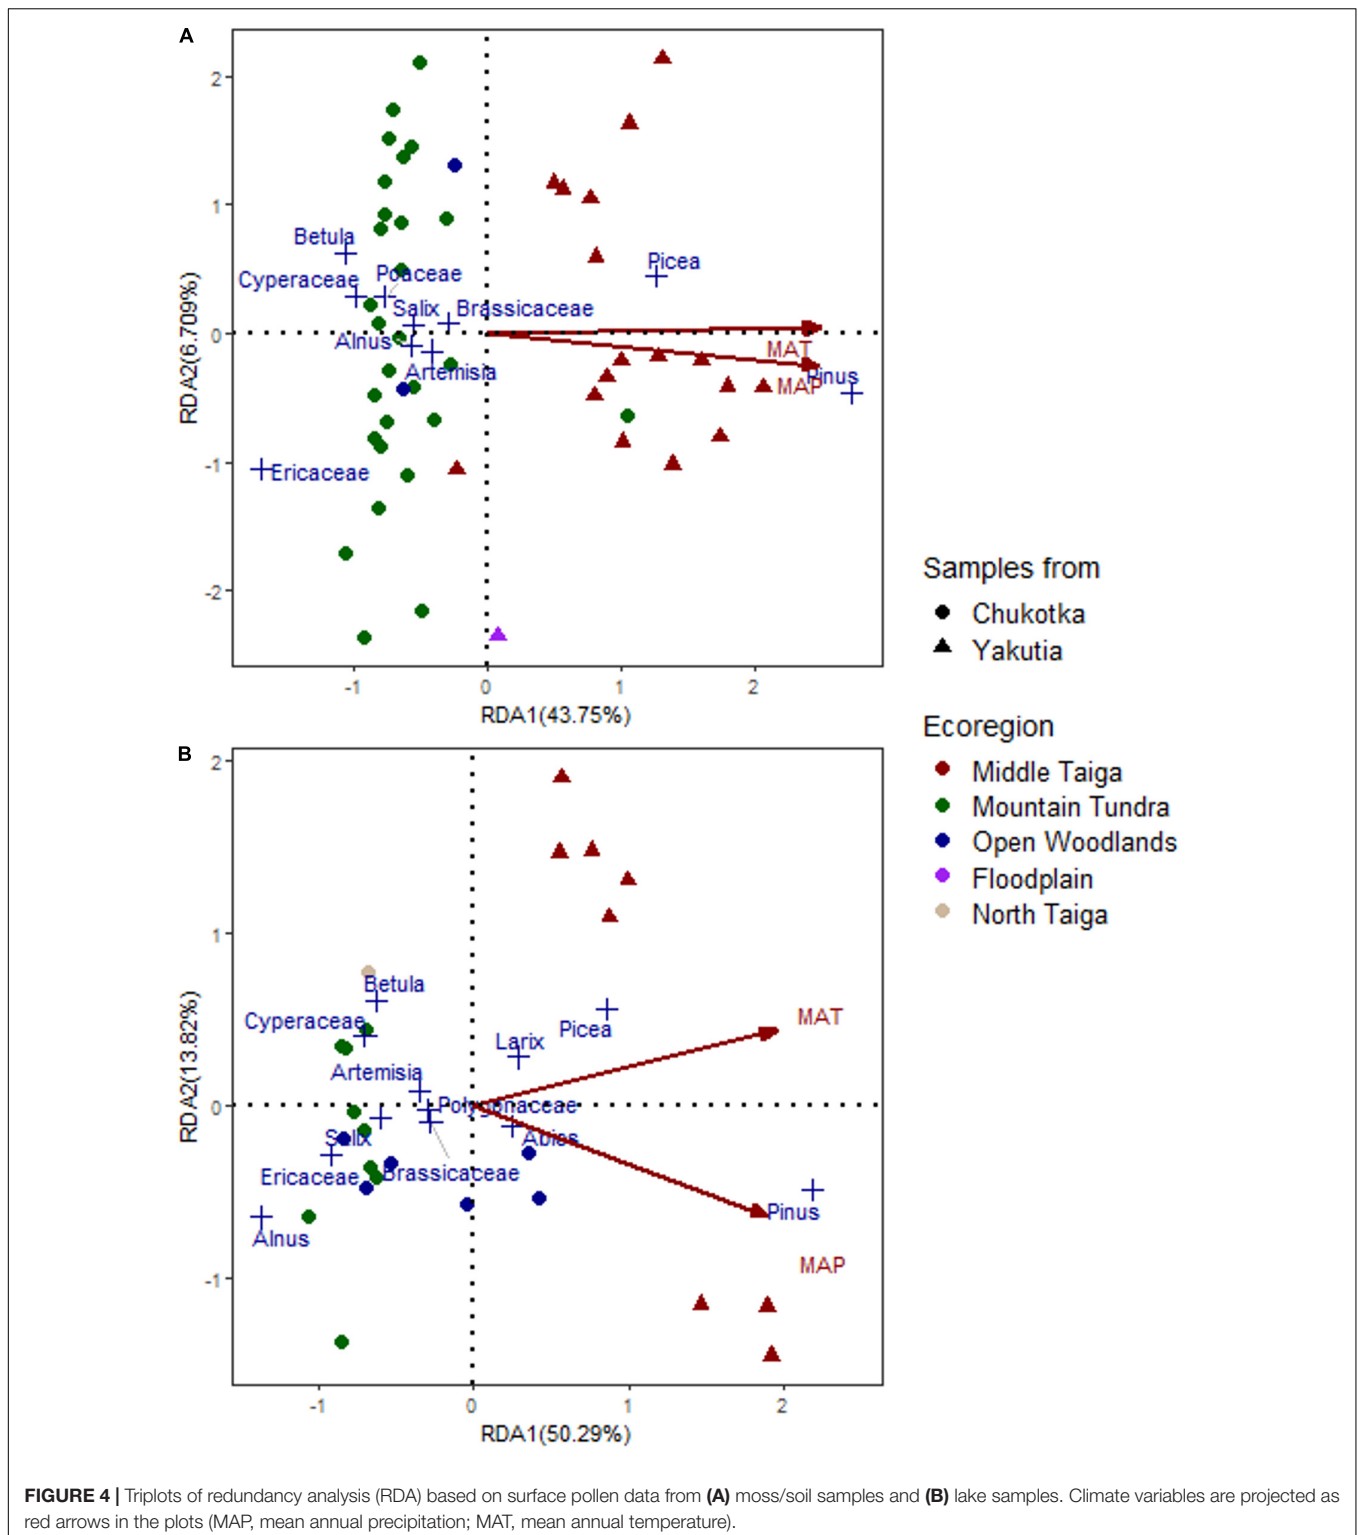 A
2
1
0
-1
-2
RDA2(6.709%)
Betula
Cyperaceae
Poaceae
Salix
Brassicaceae
Alnus
Artemisia
Ericaceae
Picea
MAT
MAP
Pinus
-1
0
1
2
RDA1(43.75%)
Samples from
Chukotka
Yakutia
Ecoregion
Middle Taiga
Mountain Tundra
Open Woodlands
Floodplain
North Taiga
B
2
1
0
-1
RDA2(13.82%)
Betula
Cyperaceae
Artemisia
Larix
Picea
MAT
Polygonaceae
Salix
Abies
Ericaceae
Brassicaceae
Alnus
Pinus
MAP
-1
0
1
2
RDA1(50.29%)
FIGURE 4 | Triplots of redundancy analysis (RDA) based on surface pollen data from (A) moss/soil samples and (B) lake samples. Climate variables are projected as
red arrows in the plots (MAP, mean annual precipitation; MAT, mean annual temperature).